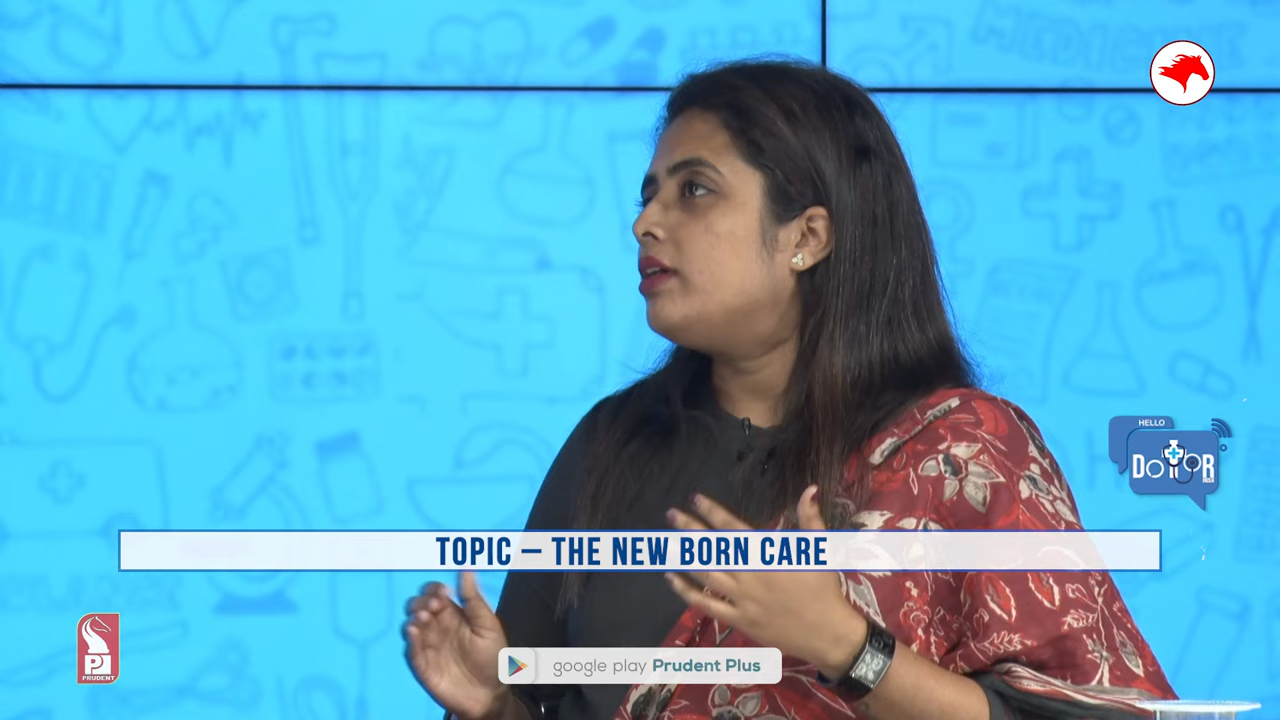 HELLO
DOCTOR
TOPIC – THE NEW BORN CARE
PRUDENT
google play Prudent Plus